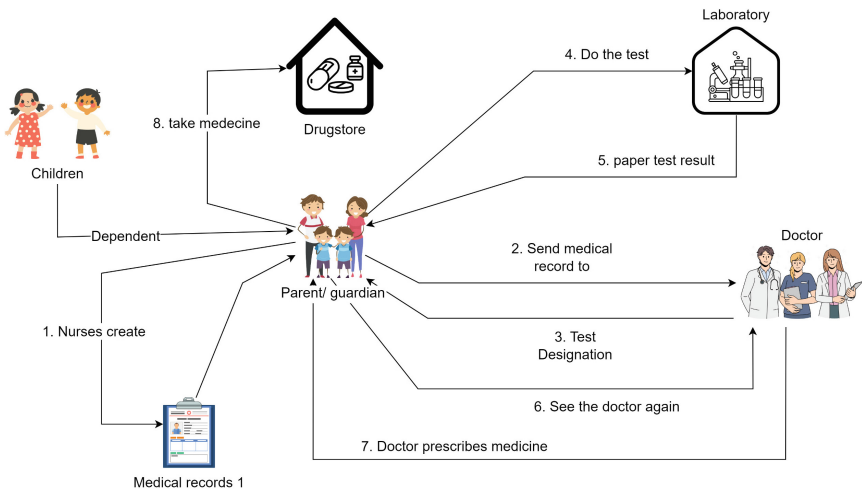 Laboratory
4. Do the test
8. take medecine
Drugstore
5. paper test result
Children
Dependent
2. Send medical
record to
Doctor
Parent/ guardian
1. Nurses create
3. Test
Designation
6. See the doctor again
7. Doctor prescribes medicine
Medical records 1